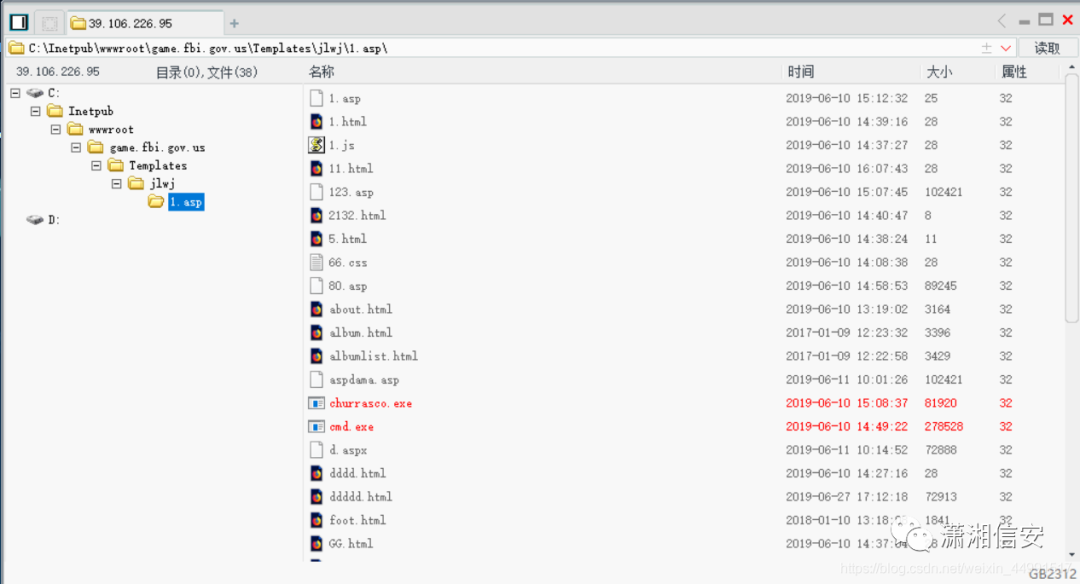 39.106.226.95
C:\Inetpub\wwwroot\game.fbi.gov.us\Templates\jlwj\1.asp\ 读取
39.106.226.95 目录(0),文件(38) 名称 时间 大小 属性
C:
Inetpub
wwwroot
game.fbi.gov.us
Templates
jlwj
1.asp
D:
1.asp 2019-06-10 15:12:32 25 32
1.html 2019-06-10 14:39:16 28 32
1.js 2019-06-10 14:37:27 28 32
11.html 2019-06-10 16:07:43 28 32
123.asp 2019-06-10 15:07:45 102421 32
2132.html 2019-06-10 14:40:47 8 32
5.html 2019-06-10 14:38:24 11 32
66.css 2019-06-10 14:08:38 28 32
80.asp 2019-06-10 14:58:53 89245 32
about.html 2019-06-10 13:19:02 3164 32
album.html 2017-01-09 12:23:32 3396 32
albumlist.html 2017-01-09 12:22:58 3429 32
aspdama.asp 2019-06-11 10:01:26 102421 32
churrasco.exe 2019-06-10 15:08:37 81920 32
cmd.exe 2019-06-10 14:49:22 278528 32
d.aspx 2019-06-11 10:14:52 72888 32
dddd.html 2019-06-10 14:27:16 28 32
ddddd.html 2019-06-27 17:12:18 72913 32
foot.html 2018-01-10 13:18: 1841 32
GG.html 2019-06-10 14:37:
潇湘信安
GB2312